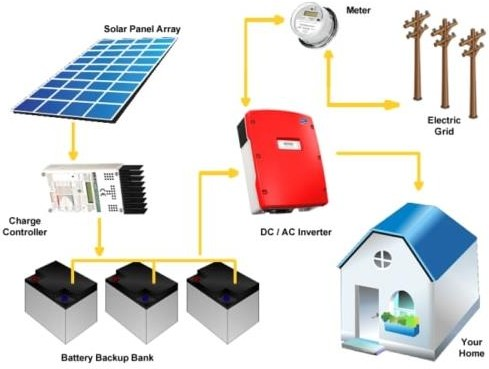 Solar Panel Array
Meter
Electric
Grid
Charge
Controller
DC / AC Inverter
Battery Backup Bank
Your
Home